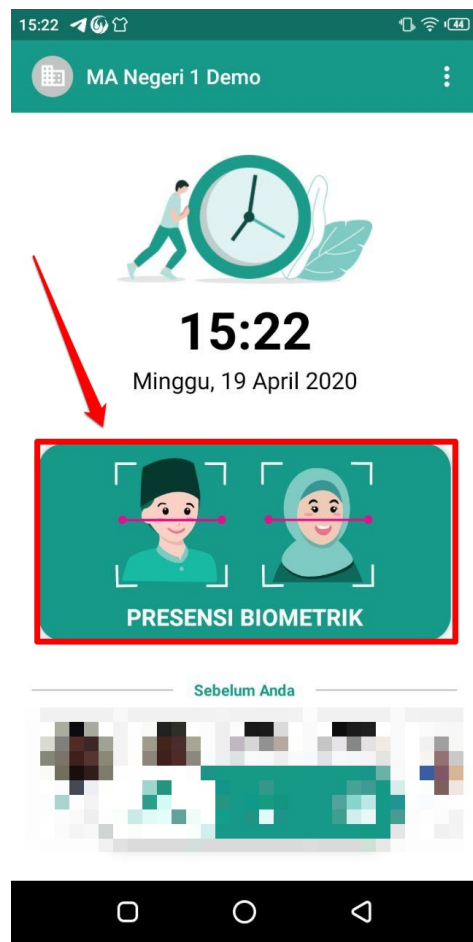 15:22
44
MA Negeri 1 Demo
15:22
Minggu, 19 April 2020
PRESENSI BIOMETRIK
Sebelum Anda